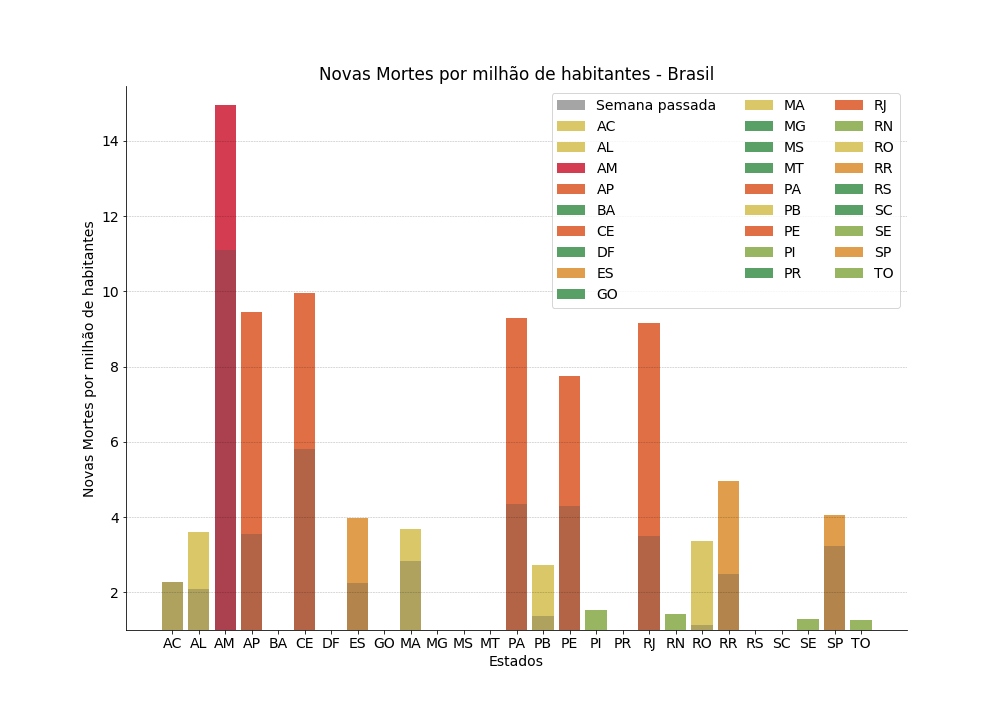 Novas Mortes por milhão de habitantes - Brasil
Novas Mortes por milhão de habitantes
14
12
10
8
6
4
2
Semana passada
AC
AL
AM
AP
BA
CE
DF
ES
GO
MA
MG
MS
MT
PA
PB
PE
PI
PR
RJ
RN
RO
RR
RS
SC
SE
SP
TO
AC AL AM AP BA CE DF ES GO MA MG MS MT PA PB PE PI PR RJ RN RO RR RS SC SE SP TO
Estados